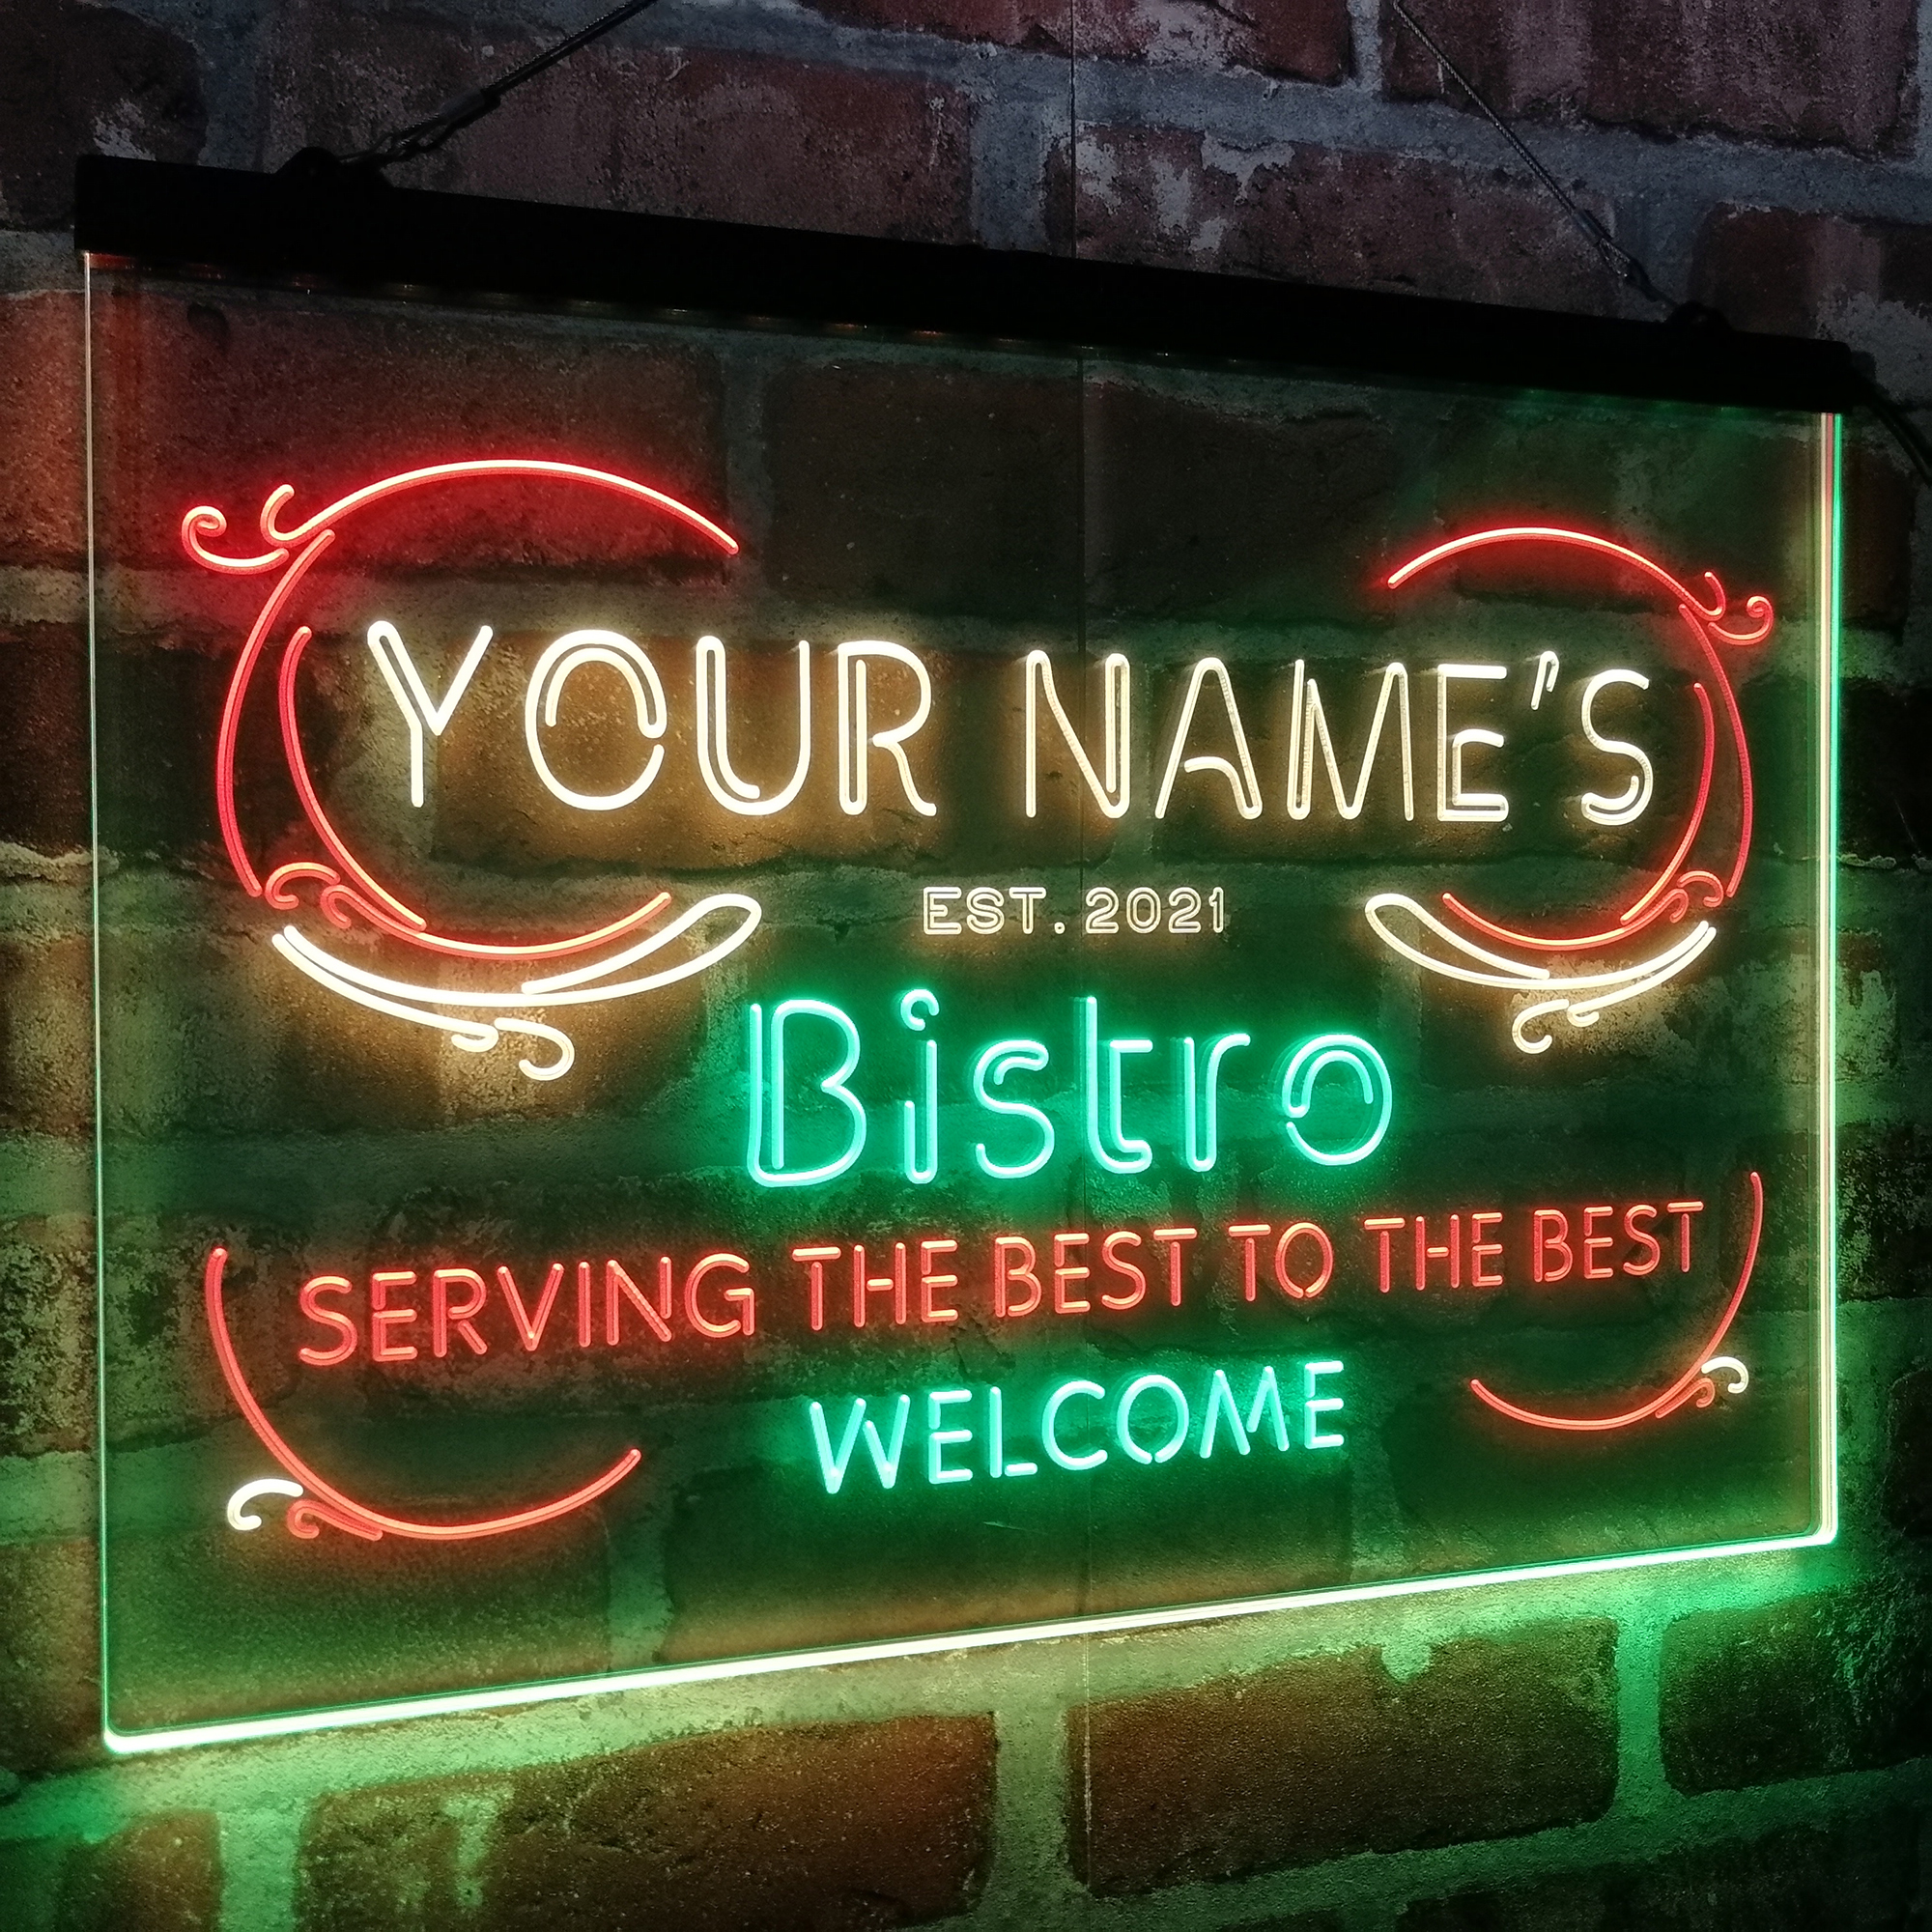 YOUR NAME'S
EST. 2021
Bistro
SERVING THE BEST TO THE BEST
WELCOME